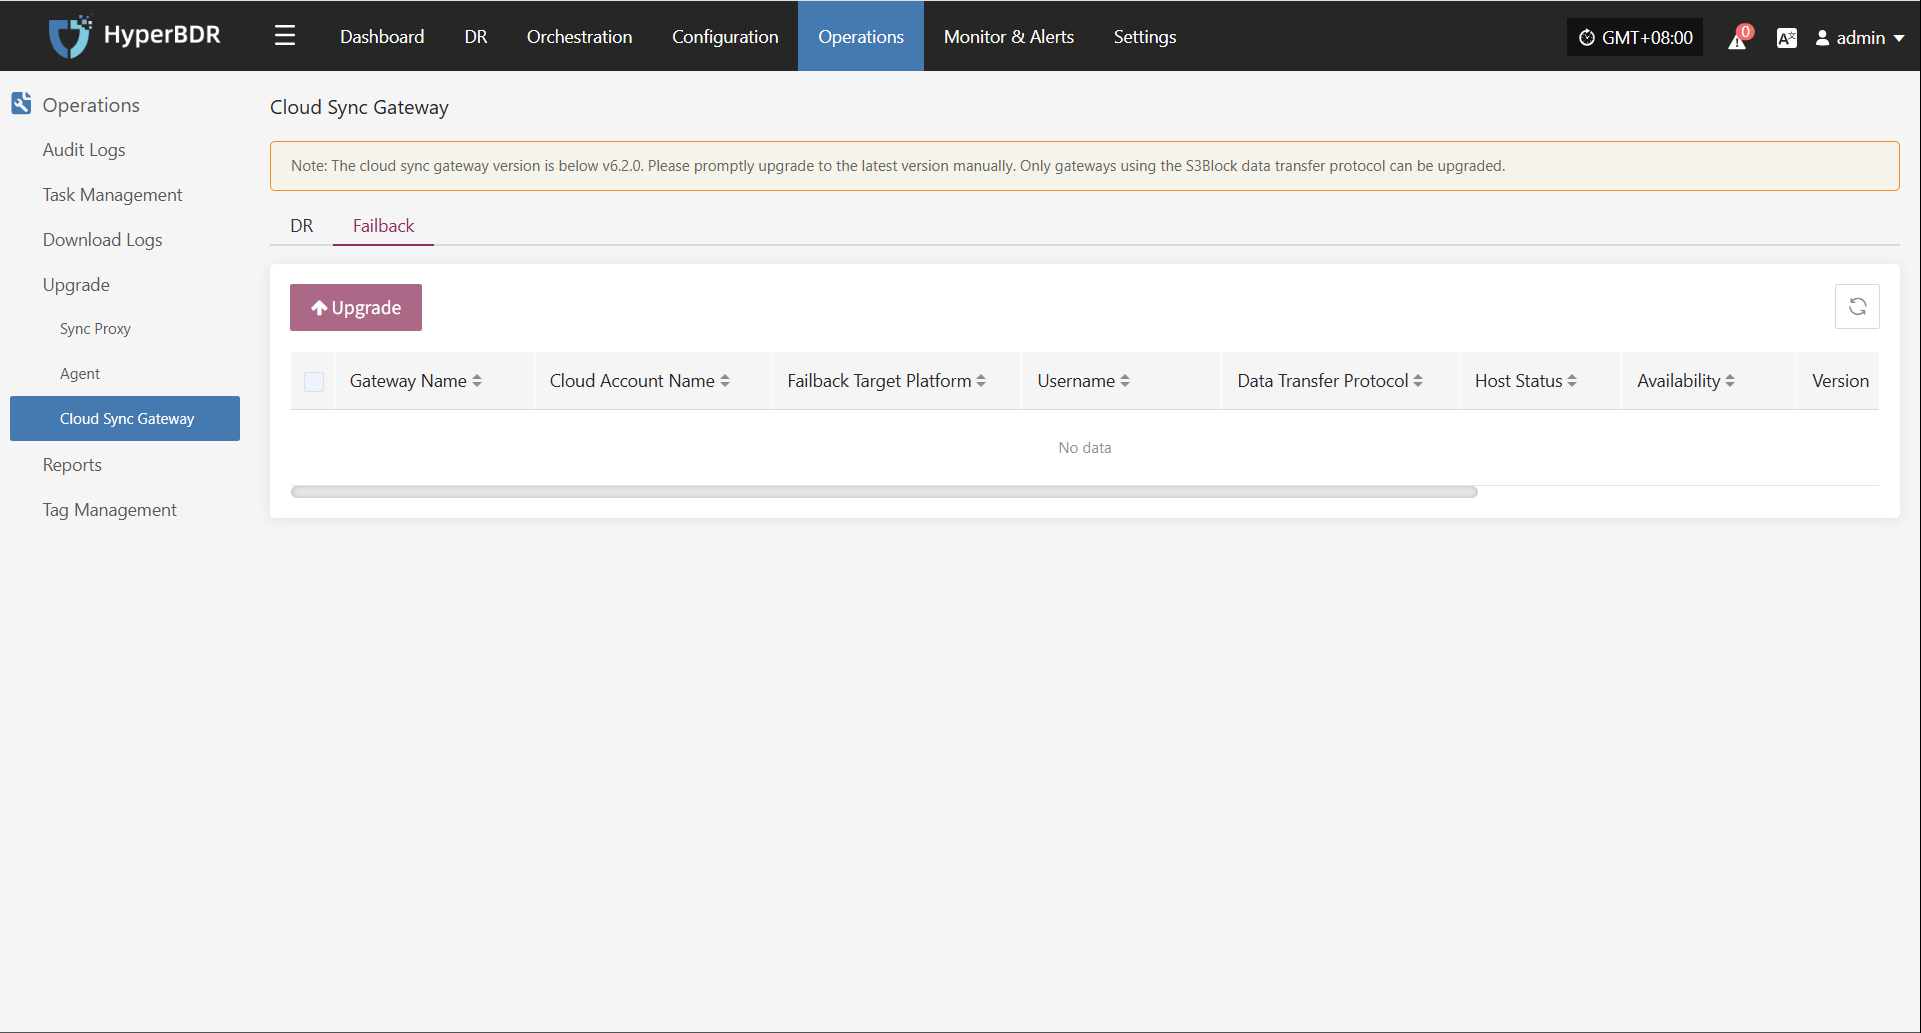 HyperBDR
Dashboard
DR
Orchestration
Configuration
Operations
Monitor & Alerts
Settings
GMT+08:00
0
admin
Operations
Audit Logs
Task Management
Download Logs
Upgrade
Sync Proxy
Agent
Cloud Sync Gateway
Reports
Tag Management
Cloud Sync Gateway
Note: The cloud sync gateway version is below v6.2.0. Please promptly upgrade to the latest version manually. Only gateways using the S3Block data transfer protocol can be upgraded.
DR
Failback
Upgrade
Gateway Name
Cloud Account Name
Failback Target Platform
Username
Data Transfer Protocol
Host Status
Availability
Version
No data